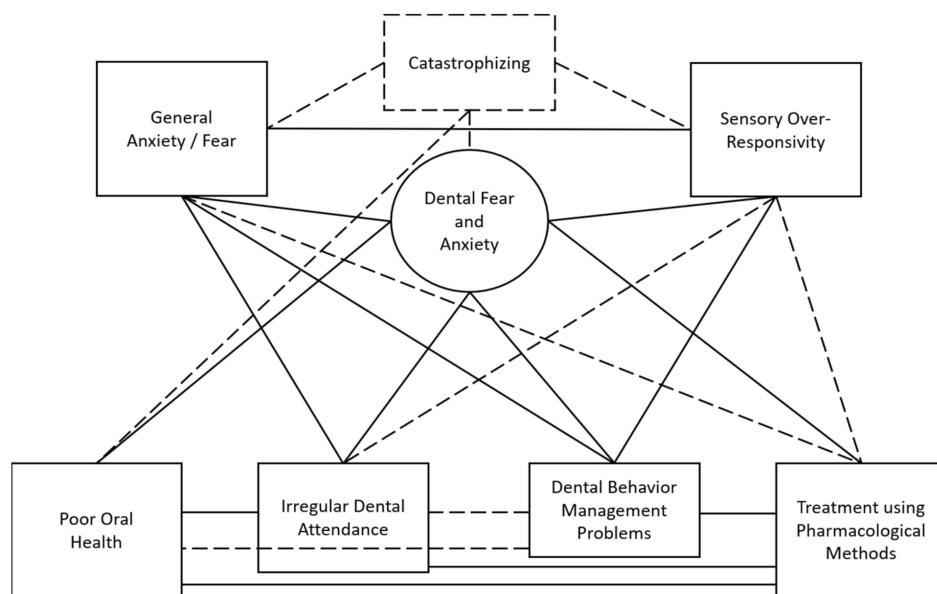 Catastrophizing
General
Anxiety / Fear
Sensory Over-
Responsivity
Dental Fear
and
Anxiety
Poor Oral
Health
Irregular Dental
Attendance
Dental Behavior
Management
Problems
Treatment using
Pharmacological
Methods